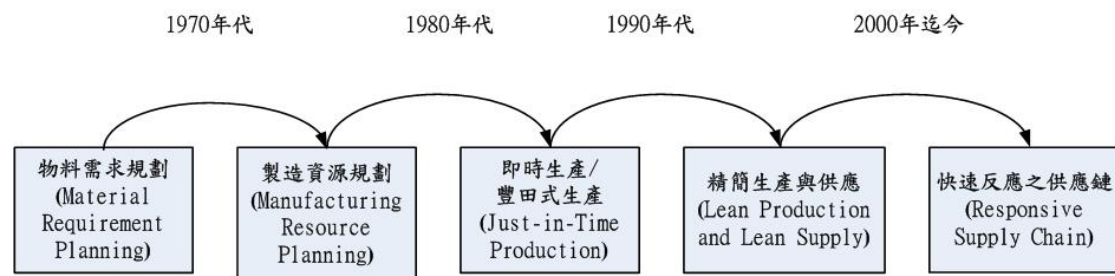 1970年代
1980年代
1990年代
2000年迄今
物料需求規劃
(Material
Requirement
Planning)
製造資源規劃
(Manufacturing
Resource
Planning)
即時生產/
豐田式生產
(Just-in-Time
Production)
精簡生產與供應
(Lean Production
and Lean Supply)
快速反應之供應鏈
(Responsive
Supply Chain)